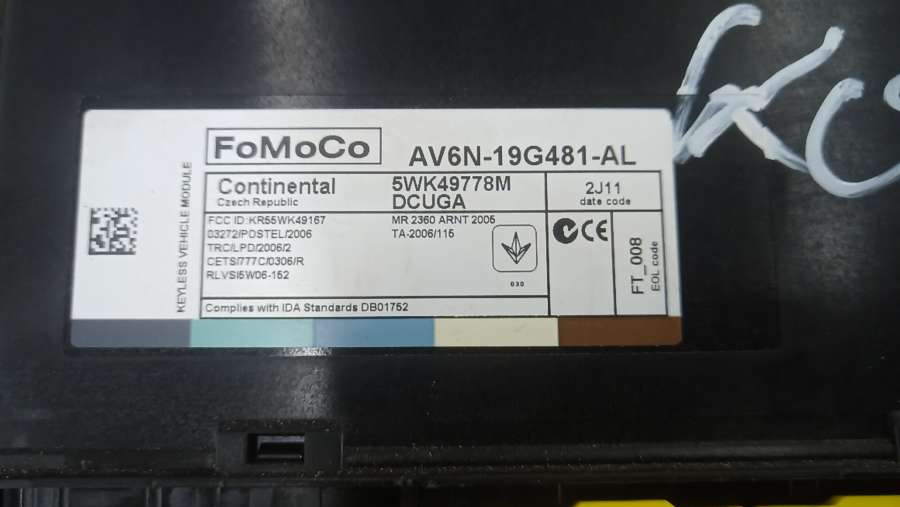 FoMoCo
AV6N-19G481-AL
KEYLESS VEHICLE MODULE
Continental
Czech Republic
5WK49778M
DCUGA
2J11
date code
FCC ID:KR55WK49167
03272/POSTEL/2006
TRC/LPD/2006/2
CETS/777C/0306/R
RLVSI5W06-152
MR 2360 ARNT 2005
TA-2006/115
030
CE
FT_008
EOL code
Complies with IDA Standards DB01752